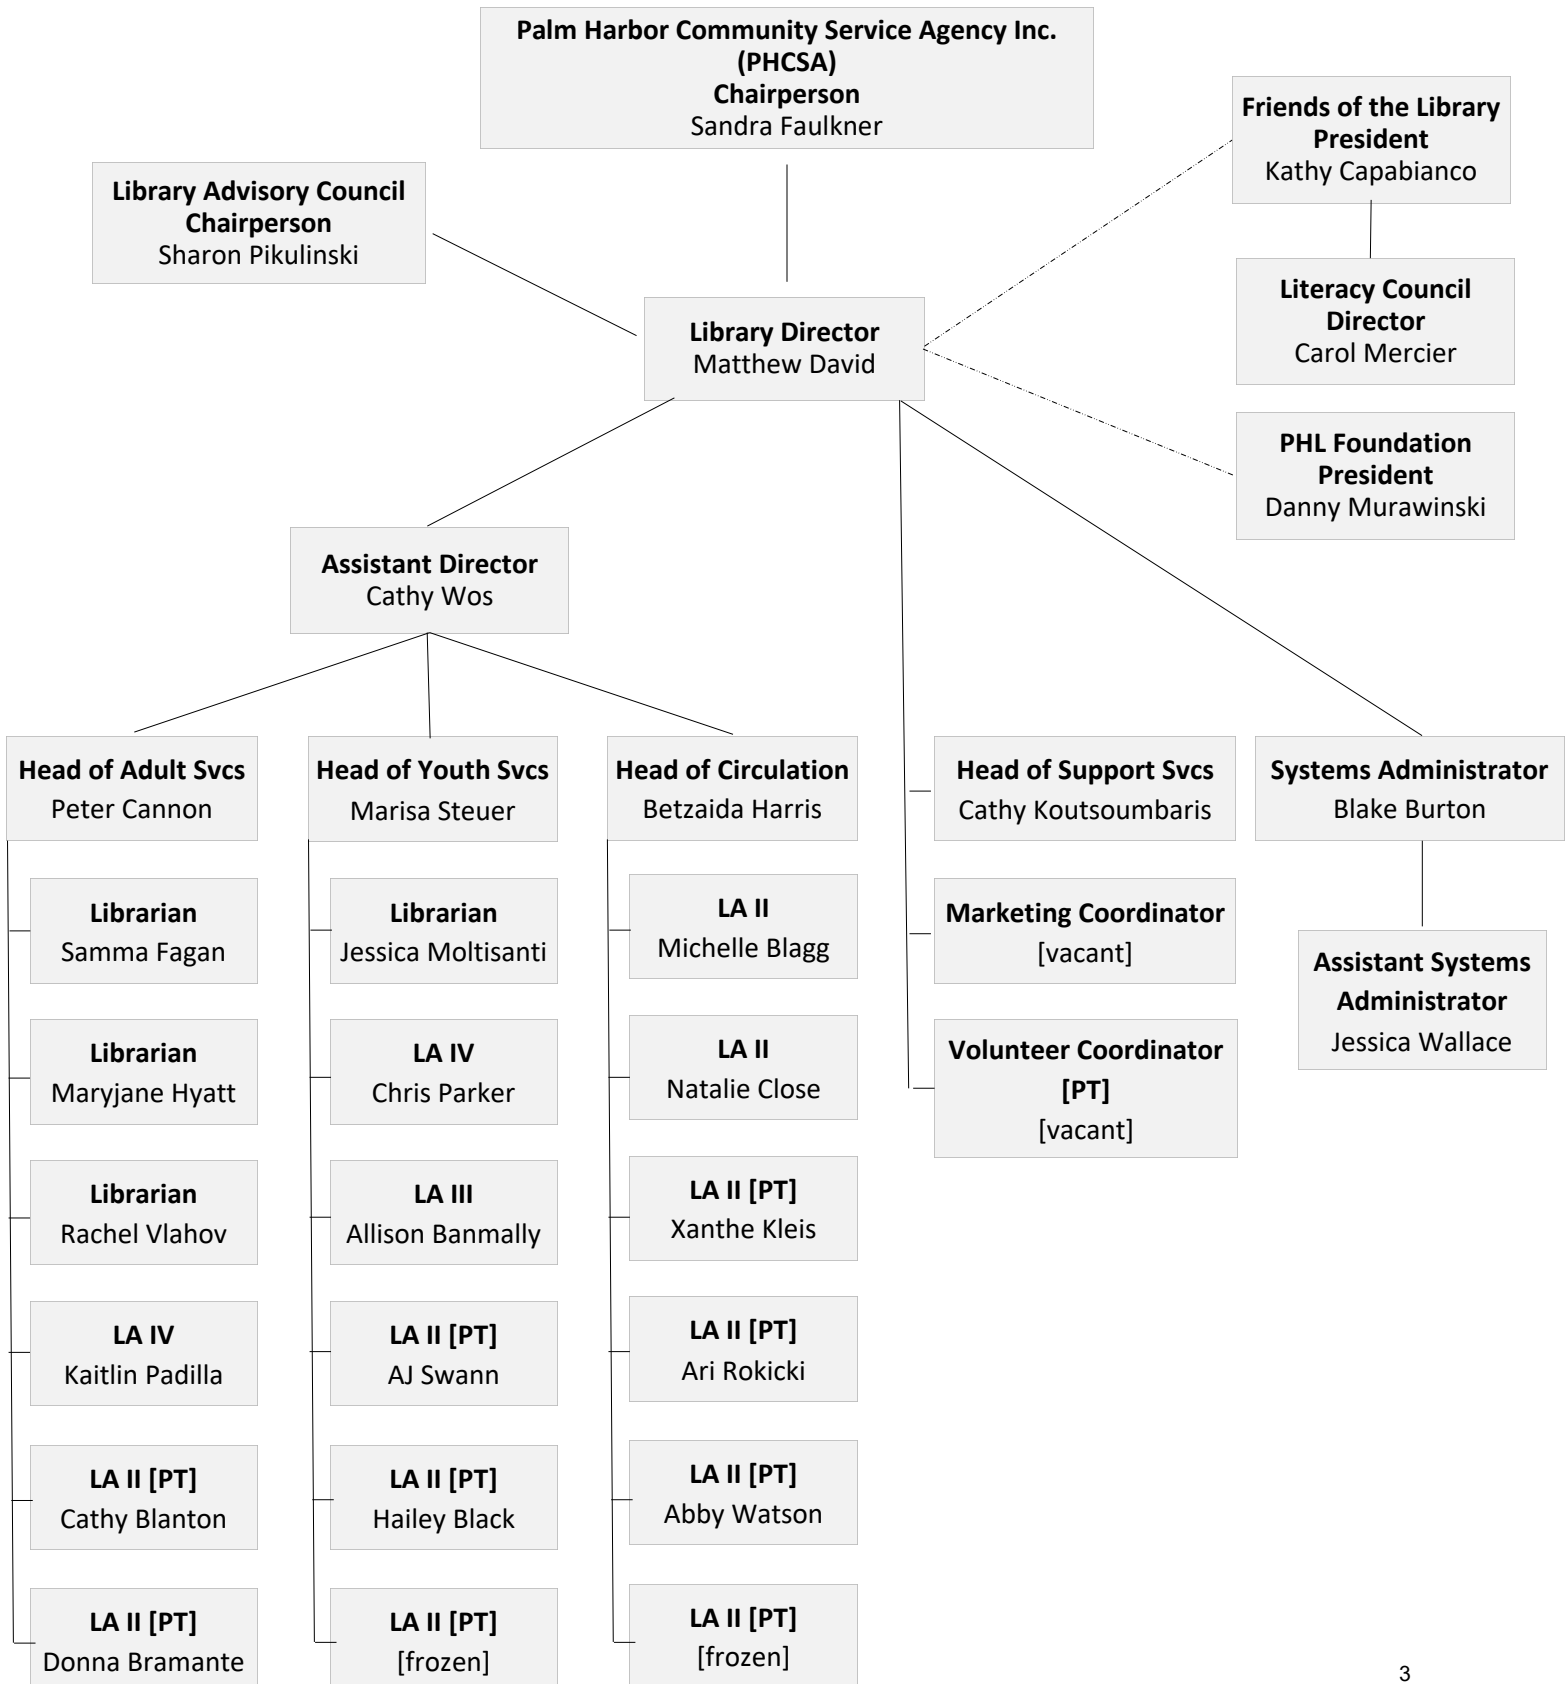 Palm Harbor Community Service Agency Inc.
(PHCSA)
Chairperson
Sandra Faulkner
Friends of the Library
President
Kathy Capabianco
Library Advisory Council
Chairperson
Sharon Pikulinski
Literacy Council
Director
Carol Mercier
Library Director
Matthew David
PHL Foundation
President
Danny Murawinski
Assistant Director
Cathy Wos
Head of Adult Svcs
Peter Cannon
Librarian
Samma Fagan
Librarian
Maryjane Hyatt
Librarian
Rachel Vlahov
LA IV
Kaitlin Padilla
LA II [PT]
Cathy Blanton
LA II [PT]
Donna Bramante
Head of Youth Svcs
Marisa Steuer
Librarian
Jessica Moltisanti
LA IV
Chris Parker
LA III
Allison Banmally
LA II [PT]
AJ Swann
LA II [PT]
Hailey Black
LA II [PT]
[frozen]
Head of Circulation
Betzaida Harris
LA II
Michelle Blagg
LA II
Natalie Close
LA II [PT]
Xanthe Kleis
LA II [PT]
Ari Rokicki
LA II [PT]
Abby Watson
LA II [PT]
[frozen]
Head of Support Svcs
Cathy Koutsoumbaris
Marketing Coordinator
[vacant]
Volunteer Coordinator
[PT]
[vacant]
Systems Administrator
Blake Burton
Assistant Systems
Administrator
Jessica Wallace
3